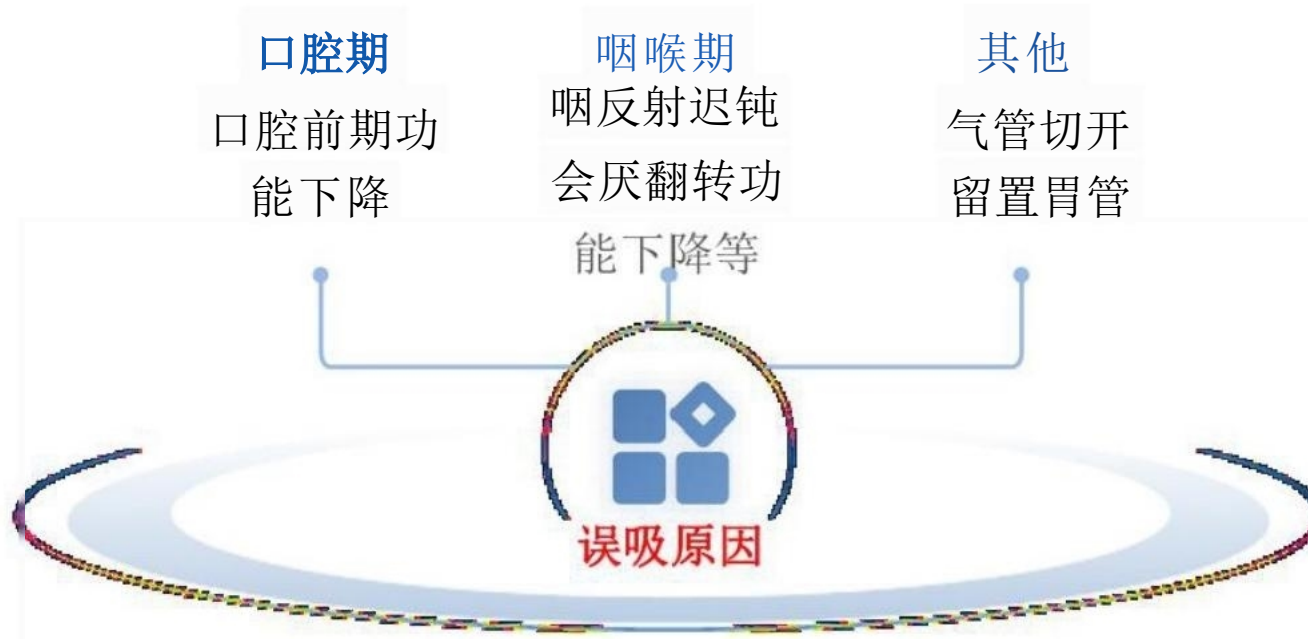 口腔期
口腔前期功
能下降
咽喉期
咽反射迟钝
会厌翻转功
能下降等
其他
气管切开
留置胃管
误吸原因